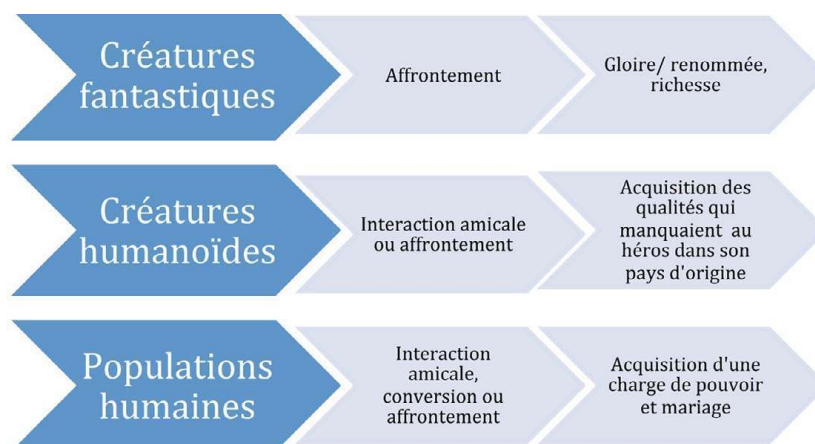 Créatures
fantastiques
Affrontement
Gloire/ renommée,
richesse
Créatures
humanoïdes
Interaction amicale
ou affrontement
Acquisition des
qualités qui
manquaient au
héros dans son
pays d'origine
Populations
humaines
Interaction
amicale,
conversion ou
affrontement
Acquisition d'une
charge de pouvoir
et mariage